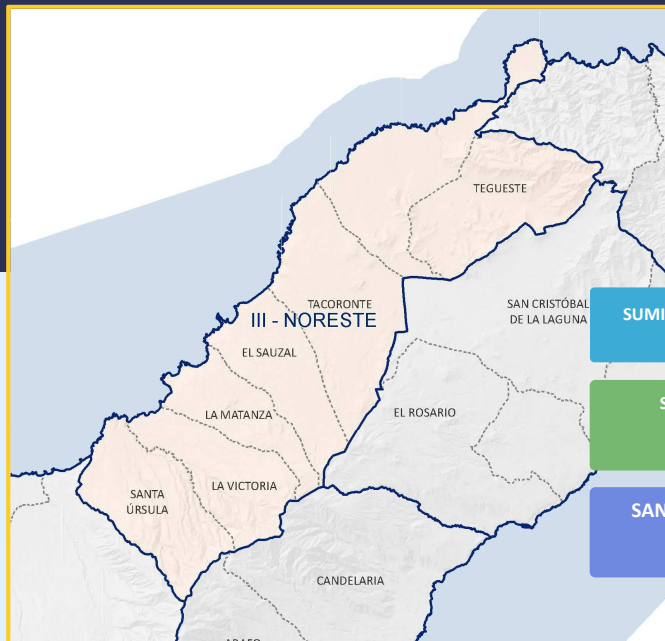 TEGUESTE
TACORONTE
SAN CRISTÓBAL
DE LA LAGUNA
III - NORESTE
SUMI
EL SAUZAL
S
LA MATANZA
EL ROSARIO
LA VICTORIA
SANTA
ÚRSULA
SAN
CANDELARIA